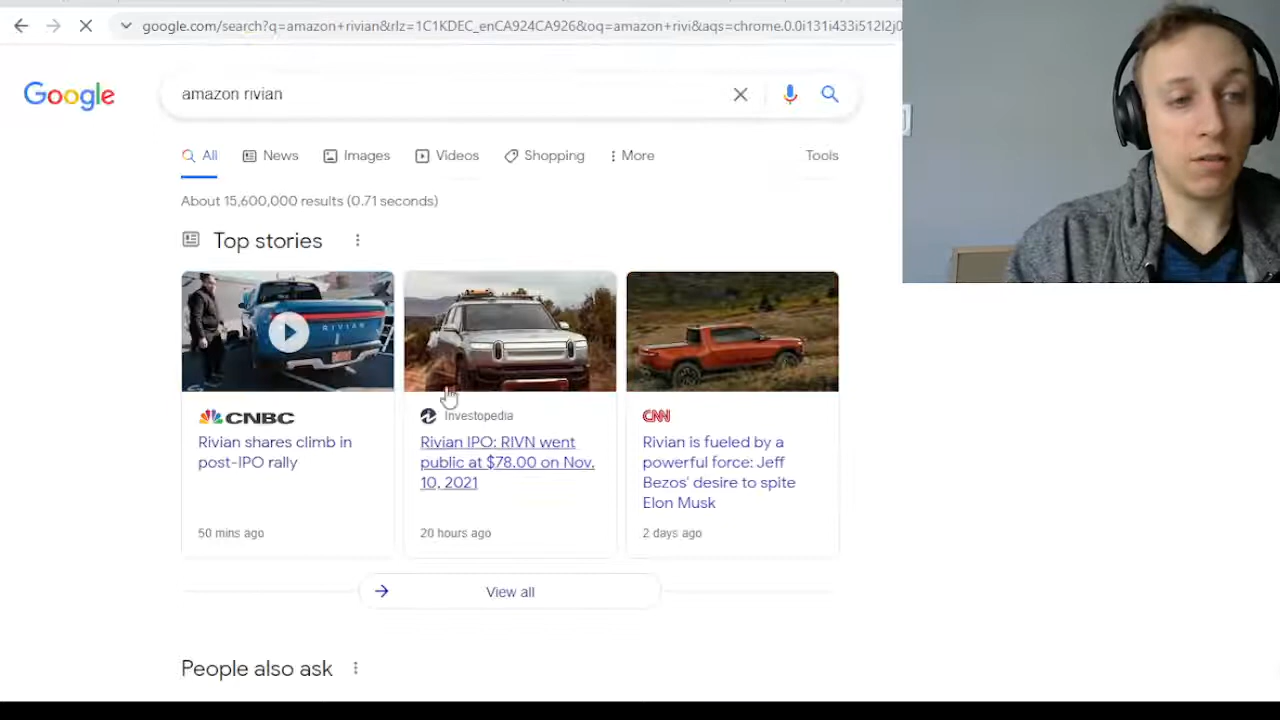 google.com/search?q=amazon+rivian&rlz=1C1KDEC_enCA924CA926&oq=amazon+rivi&aqs=chrome.0.0i131i433i512l2j0
Google
amazon rivian
All News Images Videos Shopping More Tools
About 15,600,000 results (0.71 seconds)
Top stories
RIVIAN
CNBC
Rivian shares climb in
post-IPO rally
50 mins ago
Investopedia
Rivian IPO: RIVN went
public at $78.00 on Nov.
10, 2021
20 hours ago
CNN
Rivian is fueled by a
powerful force: Jeff
Bezos' desire to spite
Elon Musk
2 days ago
View all
People also ask